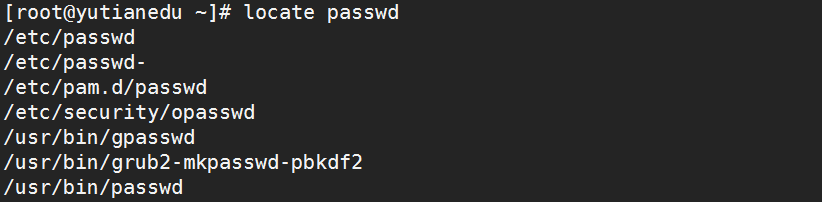 [root@yutianedu ~]# locate passwd
/etc/passwd
/etc/passwd-
/etc/pam.d/passwd
/etc/security/opasswd
/usr/bin/gpasswd
/usr/bin/grub2-mkpasswd-pbkdf2
/usr/bin/passwd